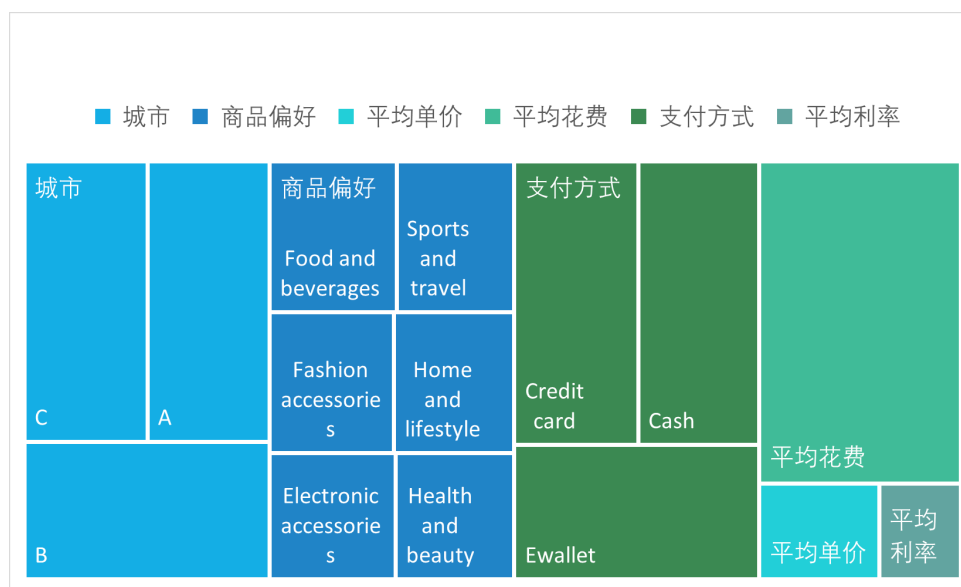 城市 商品偏好 平均单价 平均花费 支付方式 平均利率
城市
C
A
B
商品偏好
Food and
beverages
Sports
and
travel
Fashion
accessorie
s
Home
and
lifestyle
Electronic
accessorie
s
Health
and
beauty
支付方式
Credit
card
Cash
Ewallet
平均花费
平均单价
平均
利率